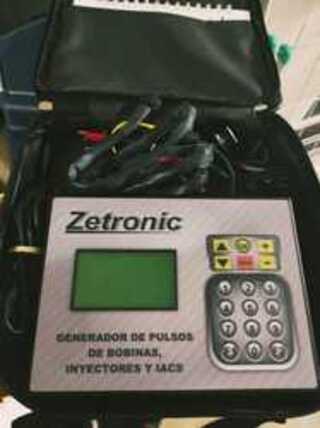 Zetronic
GENERADOR DE PULSOS
DE BOBINAS,
INYECTORES Y IACS